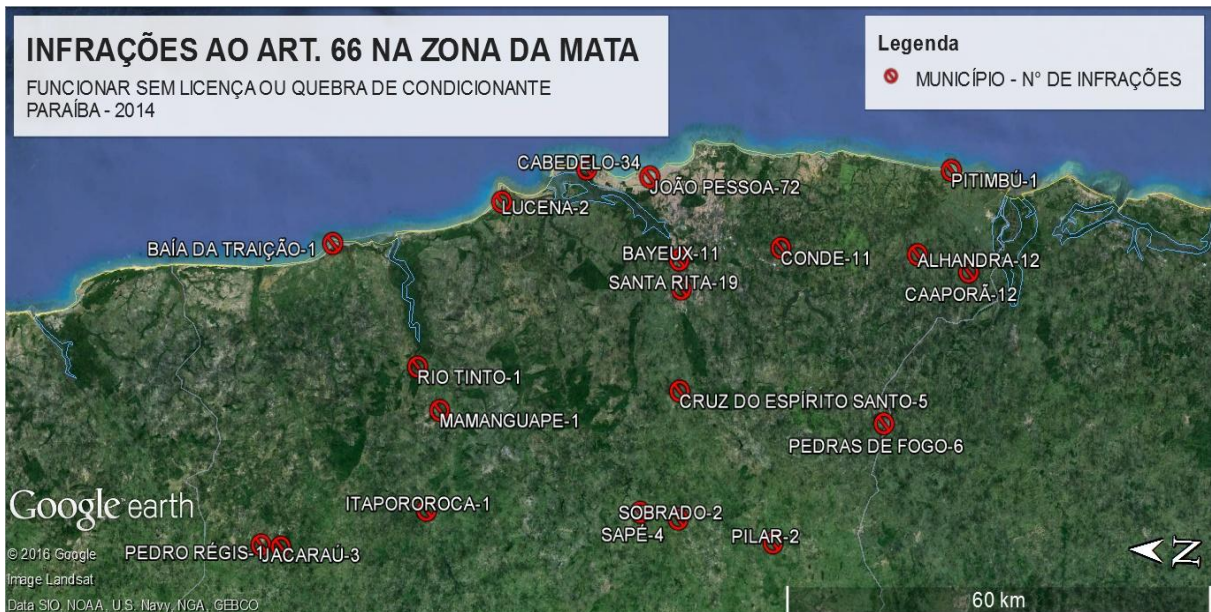 INFRAÇÕES AO ART. 66 NA ZONA DA MATA
FUNCIONAR SEM LICENÇA OU QUEBRA DE CONDICIONANTE
PARAÍBA - 2014
Legenda
MUNICÍPIO - N° DE INFRAÇÕES
CABEDELO-34
JOÃO PESSOA-72
PITIMBÚ-1
LUCENA-2
BAÍA DA TRAIÇÃO-1
BAYEUX-11
CONDE-11
ALHANDRA-12
SANTA RITA-19
CAAPORÃ-12
RIO TINTO-1
CRUZ DO ESPÍRITO SANTO-5
MAMANGUAPE-1
PEDRAS DE FOGO-6
ITAPOROROCA-1
SOBRADO-2
SAPÉ-4
PILAR-2
PEDRO RÉGIS-1
JACARAÚ-3
Google earth
© 2016 Google
Image Landsat
Data SIO, NOAA, U.S. Navy, NGA, GEBCO
N
60 km